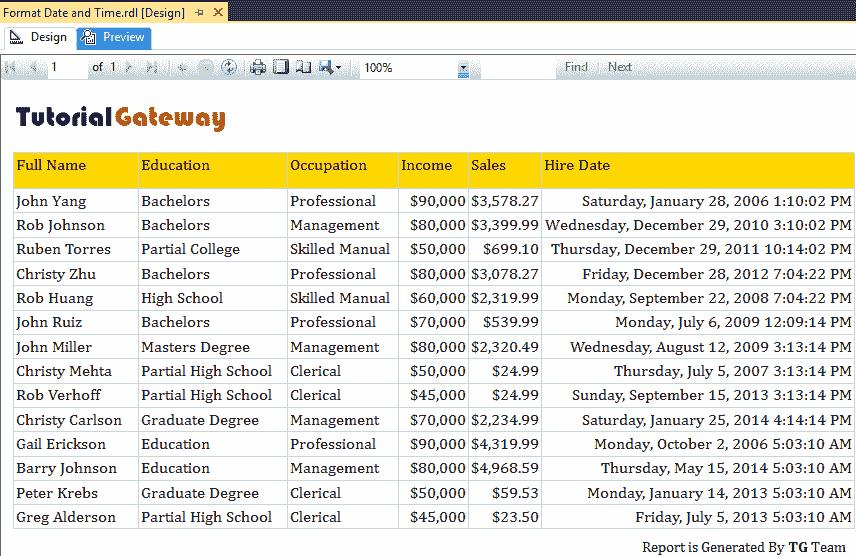 Format Date and Time.rdl [Design]
Design Preview
1 of 1 100% Find Next
TutorialGateway
Full Name Education Occupation Income Sales Hire Date
John Yang Bachelors Professional $90,000 $3,578.27 Saturday, January 28, 2006 1:10:02 PM
Rob Johnson Bachelors Management $80,000 $3,399.99 Wednesday, December 29, 2010 3:10:02 PM
Ruben Torres Partial College Skilled Manual $50,000 $699.10 Thursday, December 29, 2011 10:14:02 PM
Christy Zhu Bachelors Professional $80,000 $3,078.27 Friday, December 28, 2012 7:04:22 PM
Rob Huang High School Skilled Manual $60,000 $2,319.99 Monday, September 22, 2008 7:04:22 PM
John Ruiz Bachelors Professional $70,000 $539.99 Monday, July 6, 2009 12:09:14 PM
John Miller Masters Degree Management $80,000 $2,320.49 Wednesday, August 12, 2009 3:13:14 PM
Christy Mehta Partial High School Clerical $50,000 $24.99 Thursday, July 5, 2007 3:13:14 PM
Rob Verhoff Partial High School Clerical $45,000 $24.99 Sunday, September 15, 2013 3:13:14 PM
Christy Carlson Graduate Degree Management $70,000 $2,234.99 Saturday, January 25, 2014 4:14:14 PM
Gail Erickson Education Professional $90,000 $4,319.99 Monday, October 2, 2006 5:03:10 AM
Barry Johnson Education Management $80,000 $4,968.59 Thursday, May 15, 2014 5:03:10 AM
Peter Krebs Graduate Degree Clerical $50,000 $59.53 Monday, January 14, 2013 5:03:10 AM
Greg Alderson Partial High School Clerical $45,000 $23.50 Friday, July 5, 2013 5:03:10 AM
Report is Generated By TG Team